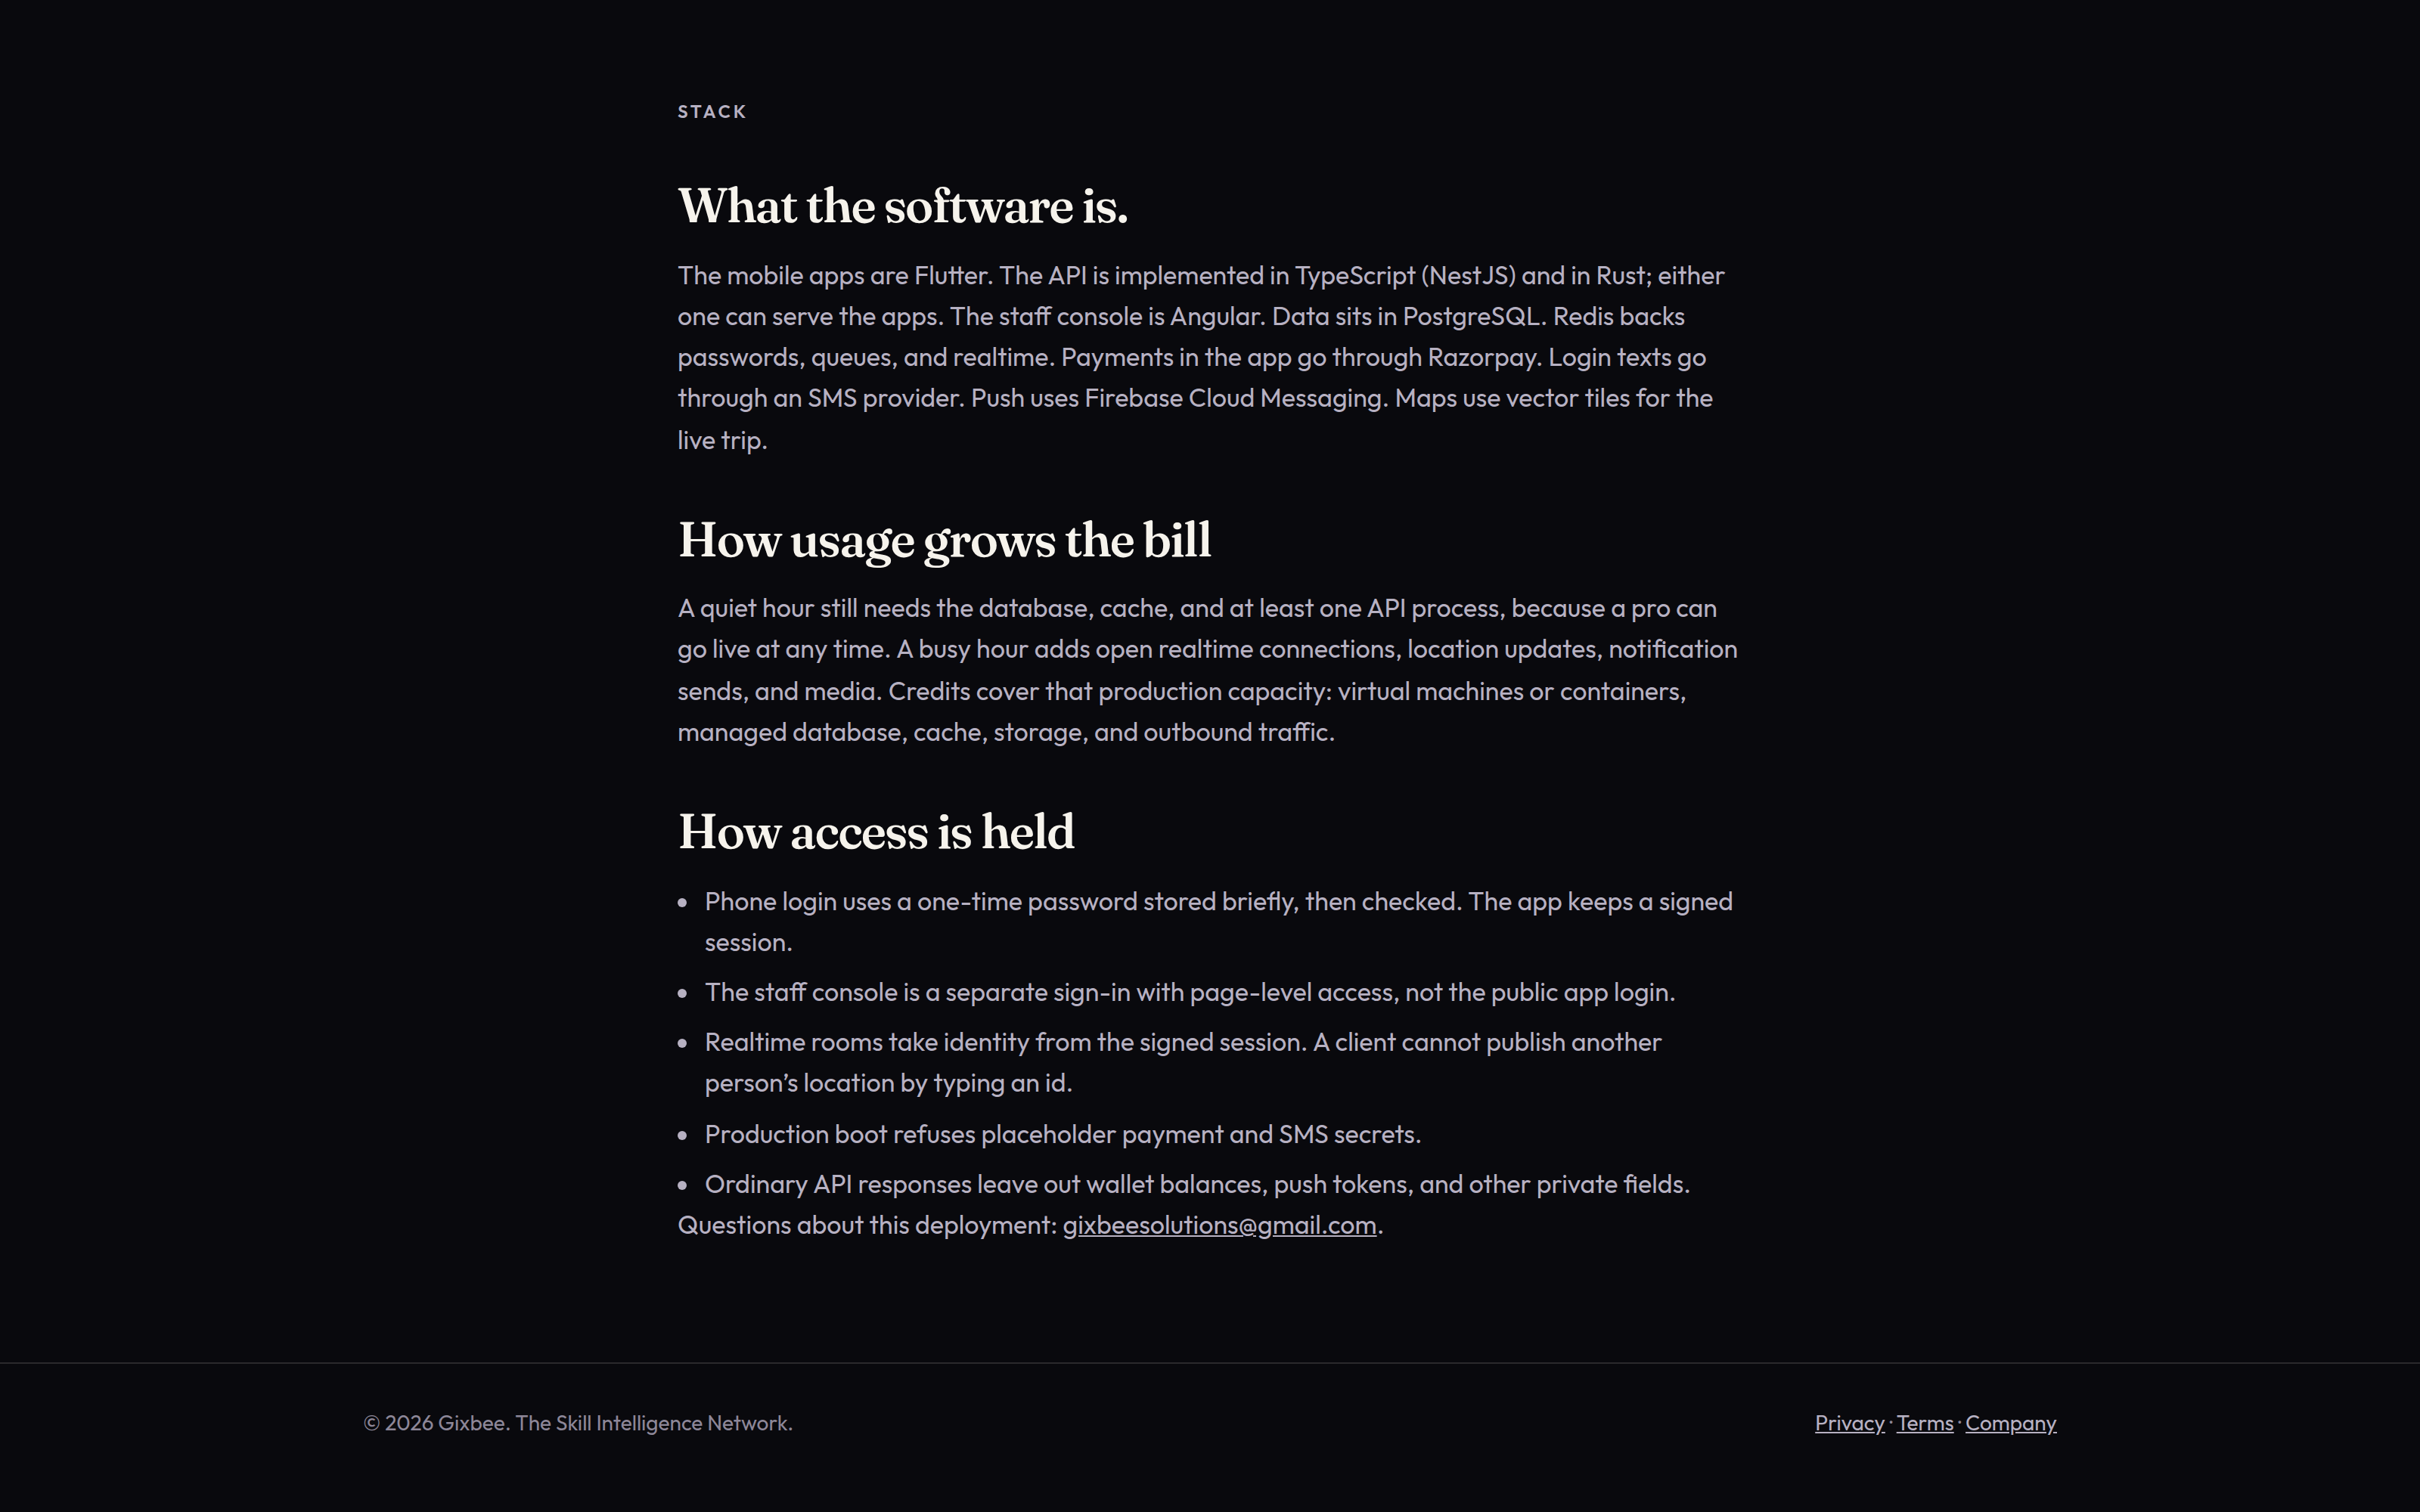 STACK
What the software is.
The mobile apps are Flutter. The API is implemented in TypeScript (NestJS) and in Rust; either
one can serve the apps. The staff console is Angular. Data sits in PostgreSQL. Redis backs
passwords, queues, and realtime. Payments in the app go through Razorpay. Login texts go
through an SMS provider. Push uses Firebase Cloud Messaging. Maps use vector tiles for the
live trip.
How usage grows the bill
A quiet hour still needs the database, cache, and at least one API process, because a pro can
go live at any time. A busy hour adds open realtime connections, location updates, notification
sends, and media. Credits cover that production capacity: virtual machines or containers,
managed database, cache, storage, and outbound traffic.
How access is held
• Phone login uses a one-time password stored briefly, then checked. The app keeps a signed
session.
• The staff console is a separate sign-in with page-level access, not the public app login.
• Realtime rooms take identity from the signed session. A client cannot publish another
person’s location by typing an id.
• Production boot refuses placeholder payment and SMS secrets.
• Ordinary API responses leave out wallet balances, push tokens, and other private fields.
Questions about this deployment: gixbeesolutions@gmail.com.
© 2026 Gixbee. The Skill Intelligence Network.
Privacy · Terms · Company